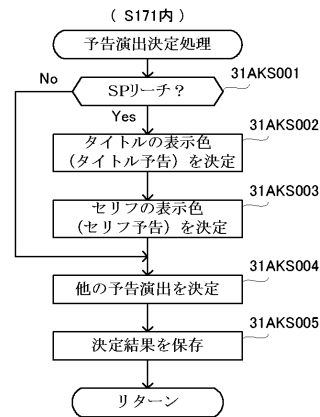 ( S171内 )
予告演出決定処理
No
SPリーチ？
31AKS001
Yes
31AKS002
タイトルの表示色
(タイトル予告) を決定
31AKS003
セリフの表示色
(セリフ予告) を決定
31AKS004
他の予告演出を決定
31AKS005
決定結果を保存
リターン